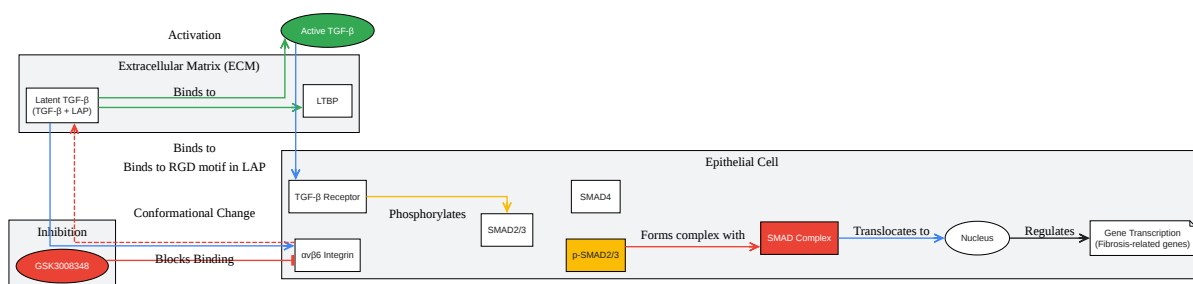 Activation
Active TGF-β
Extracellular Matrix (ECM)
Latent TGF-β
(TGF-β + LAP)
Binds to
LTBP
Binds to
Binds to RGD motif in LAP
Epithelial Cell
TGF-β Receptor
Phosphorylates
SMAD2/3
SMAD4
Conformational Change
Inhibition
GSK3008348
Blocks Binding
αvβ6 Integrin
p-SMAD2/3
Forms complex with
SMAD Complex
Translocates to
Nucleus
Regulates
Gene Transcription
(Fibrosis-related genes)